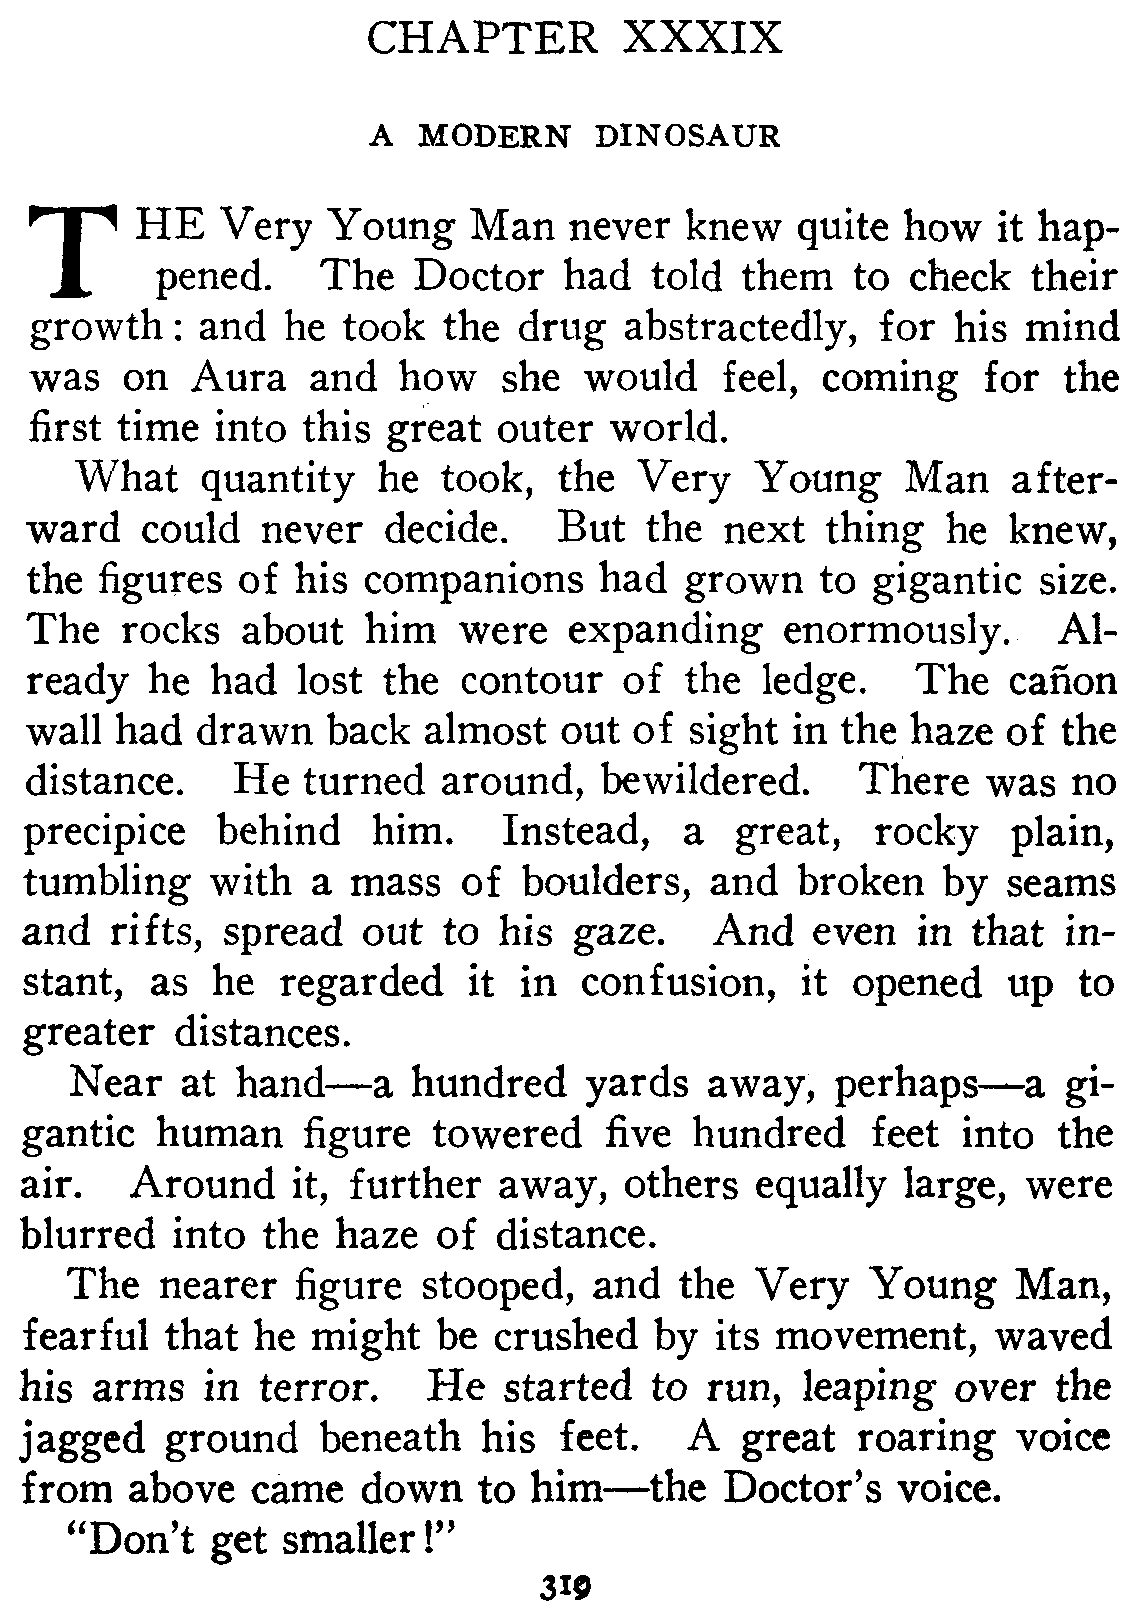 CHAPTER XXXIX
A MODERN DINOSAUR
THE Very Young Man never knew quite how it hap-
pened. The Doctor had told them to check their
growth: and he took the drug abstractedly, for his mind
was on Aura and how she would feel, coming for the
first time into this great outer world.
What quantity he took, the Very Young Man after-
ward could never decide. But the next thing he knew,
the figures of his companions had grown to gigantic size.
The rocks about him were expanding enormously. Al-
ready he had lost the contour of the ledge. The cañon
wall had drawn back almost out of sight in the haze of the
distance. He turned around, bewildered. There was no
precipice behind him. Instead, a great, rocky plain,
tumbling with a mass of boulders, and broken by seams
and rifts, spread out to his gaze. And even in that in-
stant, as he regarded it in confusion, it opened up to
greater distances.
Near at hand—a hundred yards away, perhaps—a gi-
gantic human figure towered five hundred feet into the
air. Around it, further away, others equally large, were
blurred into the haze of distance.
The nearer figure stooped, and the Very Young Man,
fearful that he might be crushed by its movement, waved
his arms in terror. He started to run, leaping over the
jagged ground beneath his feet. A great roaring voice
from above came down to him—the Doctor's voice.
"Don't get smaller!"
319